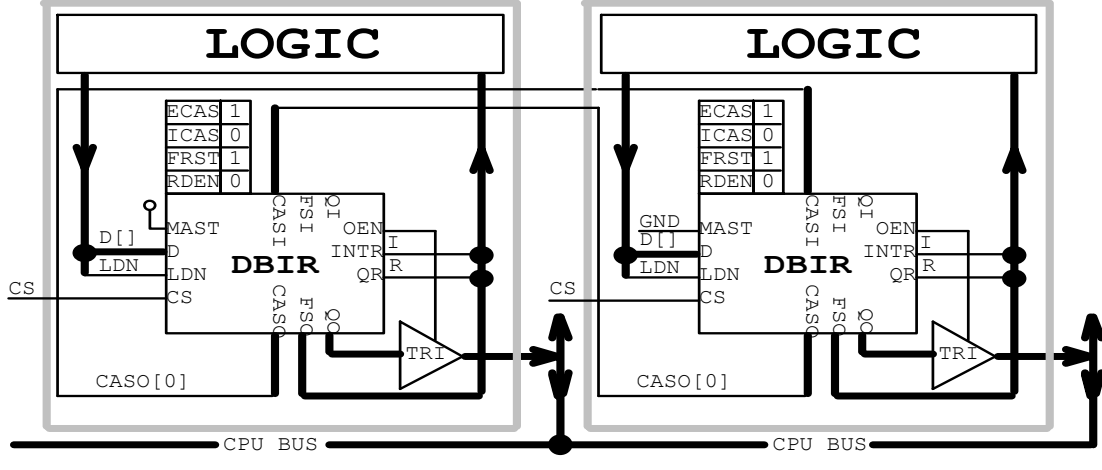 LOGIC
ECAS 1
ICAS 0
FRST 1
RDEN 0
CASI FSI QI
MAST OEN
D[] D INTR I
LDN LDN DBIR QR R
CS CS
CASO FSO QO
TRI
CASO[0]
LOGIC
ECAS 1
ICAS 0
FRST 1
RDEN 0
CASI FSI QI
GND MAST OEN
D[] D INTR I
LDN LDN DBIR QR R
CS CS
CASO FSO QO
TRI
CASO[0]
CPU BUS
CPU BUS